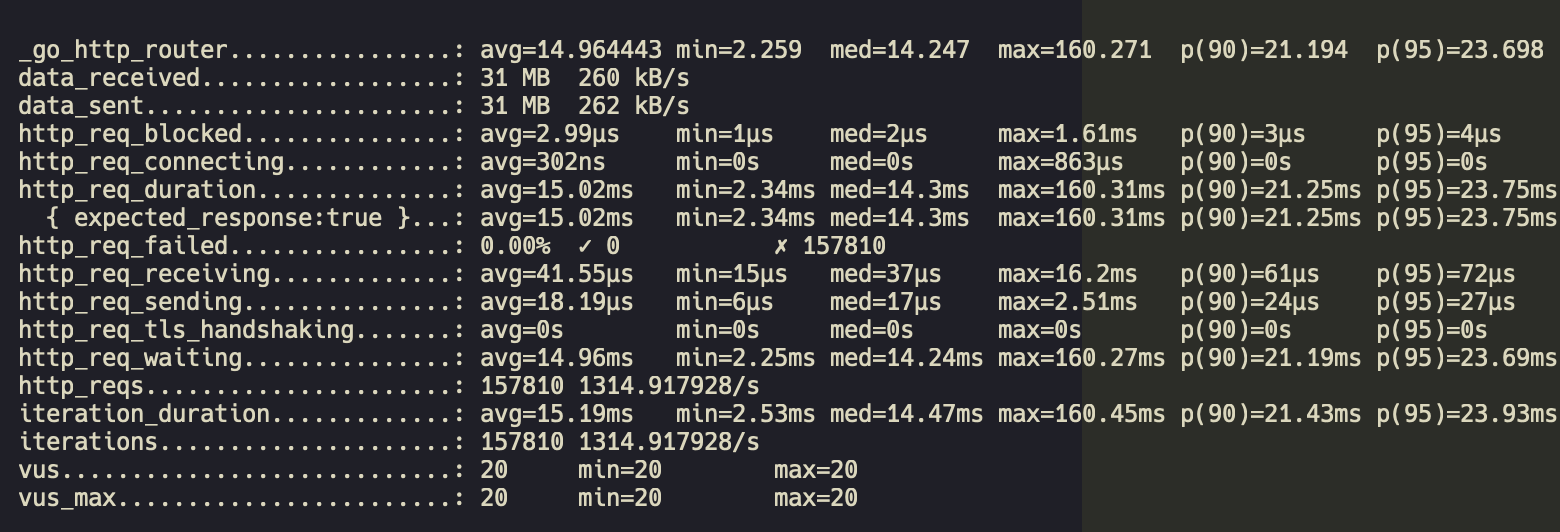 _go_http_router................: avg=14.964443 min=2.259  med=14.247  max=160.271  p(90)=21.194  p(95)=23.698
data_received..................: 31 MB  260 kB/s
data_sent......................: 31 MB  262 kB/s
http_req_blocked...............: avg=2.99µs    min=1µs    med=2µs     max=1.61ms   p(90)=3µs     p(95)=4µs
http_req_connecting............: avg=302ns     min=0s     med=0s      max=863µs    p(90)=0s      p(95)=0s
http_req_duration..............: avg=15.02ms   min=2.34ms med=14.3ms  max=160.31ms p(90)=21.25ms p(95)=23.75ms
  { expected_response:true }...: avg=15.02ms   min=2.34ms med=14.3ms  max=160.31ms p(90)=21.25ms p(95)=23.75ms
http_req_failed................: 0.00%  ✓ 0           ✗ 157810
http_req_receiving.............: avg=41.55µs   min=15µs   med=37µs    max=16.2ms   p(90)=61µs    p(95)=72µs
http_req_sending...............: avg=18.19µs   min=6µs    med=17µs    max=2.51ms   p(90)=24µs    p(95)=27µs
http_req_tls_handshaking.......: avg=0s        min=0s     med=0s      max=0s       p(90)=0s      p(95)=0s
http_req_waiting...............: avg=14.96ms   min=2.25ms med=14.24ms max=160.27ms p(90)=21.19ms p(95)=23.69ms
http_reqs......................: 157810 1314.917928/s
iteration_duration.............: avg=15.19ms   min=2.53ms med=14.47ms max=160.45ms p(90)=21.43ms p(95)=23.93ms
iterations.....................: 157810 1314.917928/s
vus............................: 20     min=20        max=20
vus_max........................: 20     min=20        max=20